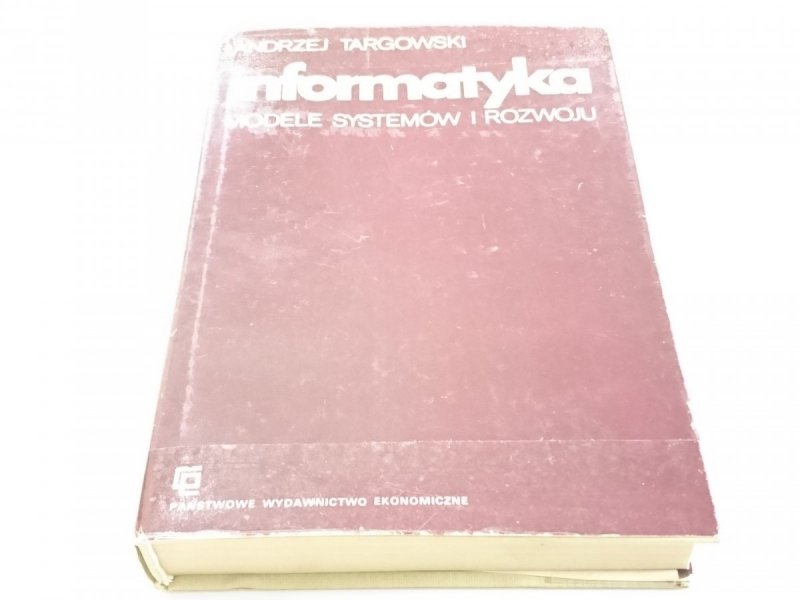 ANDRZEJ TARGOWSKI
informatyka
MODELE SYSTEMÓW I ROZWOJU
PAŃSTWOWE WYDAWNICTWO EKONOMICZNE